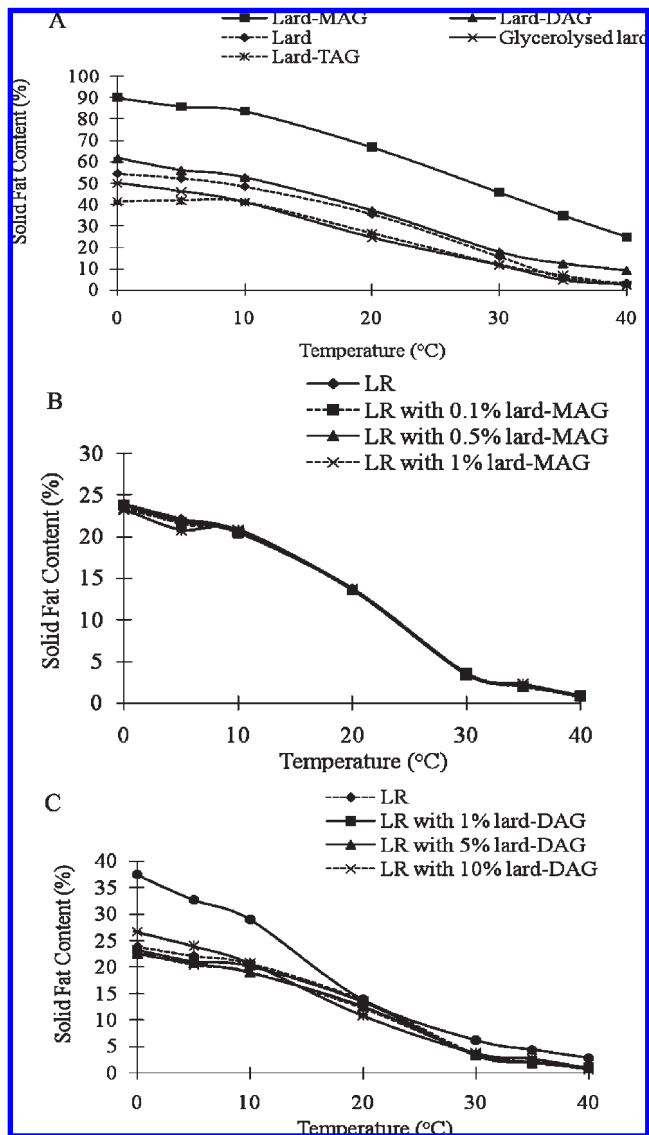 A
Lard-MAG
Lard-DAG
Lard
Glycerolysed lard
Lard-TAG
Solid Fat Content (%)
100
90
80
70
60
50
40
30
20
10
0
0 10 20 30 40
Temperature (°C)
B
LR
LR with 0.1% lard-MAG
LR with 0.5% lard-MAG
LR with 1% lard-MAG
Solid Fat Content (%)
30
25
20
15
10
5
0
0 10 20 30 40
Temperature (°C)
C
LR
LR with 1% lard-DAG
LR with 5% lard-DAG
LR with 10% lard-DAG
Solid Fat Content (%)
40
35
30
25
20
15
10
5
0
0 10 20 30 40
Temperature (°C)